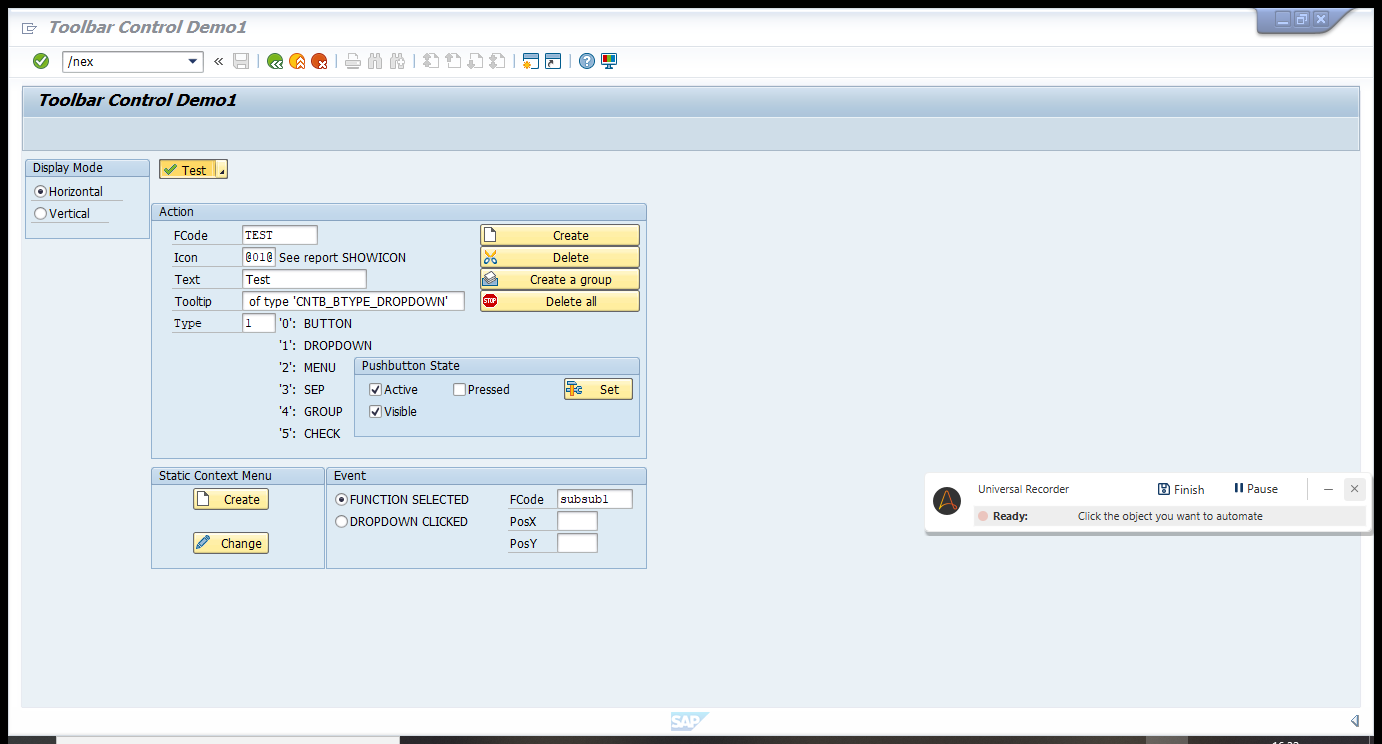 Toolbar Control Demo1
/nex
Toolbar Control Demo1
Display Mode
Horizontal
Vertical
Test
Action
FCode TEST Create
Icon @01@ See report SHOWICON Delete
Text Test Create a group
Tooltip of type 'CNTB_BTYPE_DROPDOWN' STOP Delete all
Type 1 '0': BUTTON
'1': DROPDOWN
'2': MENU Pushbutton State
'3': SEP Active Pressed Set
'4': GROUP Visible
'5': CHECK
Static Context Menu
Create
Change
Event
FUNCTION SELECTED FCode subsub1
DROPDOWN CLICKED PosX
PosY
Universal Recorder Finish Pause
Ready: Click the object you want to automate
SAP